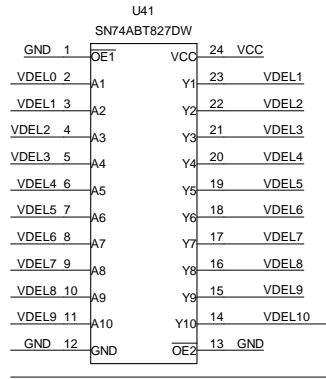 U41
SN74ABT827DW
GND 1 OE1 VCC 24 VCC
VDEL0 2 A1 Y1 23 VDEL1
VDEL1 3 A2 Y2 22 VDEL2
VDEL2 4 A3 Y3 21 VDEL3
VDEL3 5 A4 Y4 20 VDEL4
VDEL4 6 A5 Y5 19 VDEL5
VDEL5 7 A6 Y6 18 VDEL6
VDEL6 8 A7 Y7 17 VDEL7
VDEL7 9 A8 Y8 16 VDEL8
VDEL8 10 A9 Y9 15 VDEL9
VDEL9 11 A10 Y10 14 VDEL10
GND 12 GND OE2 13 GND